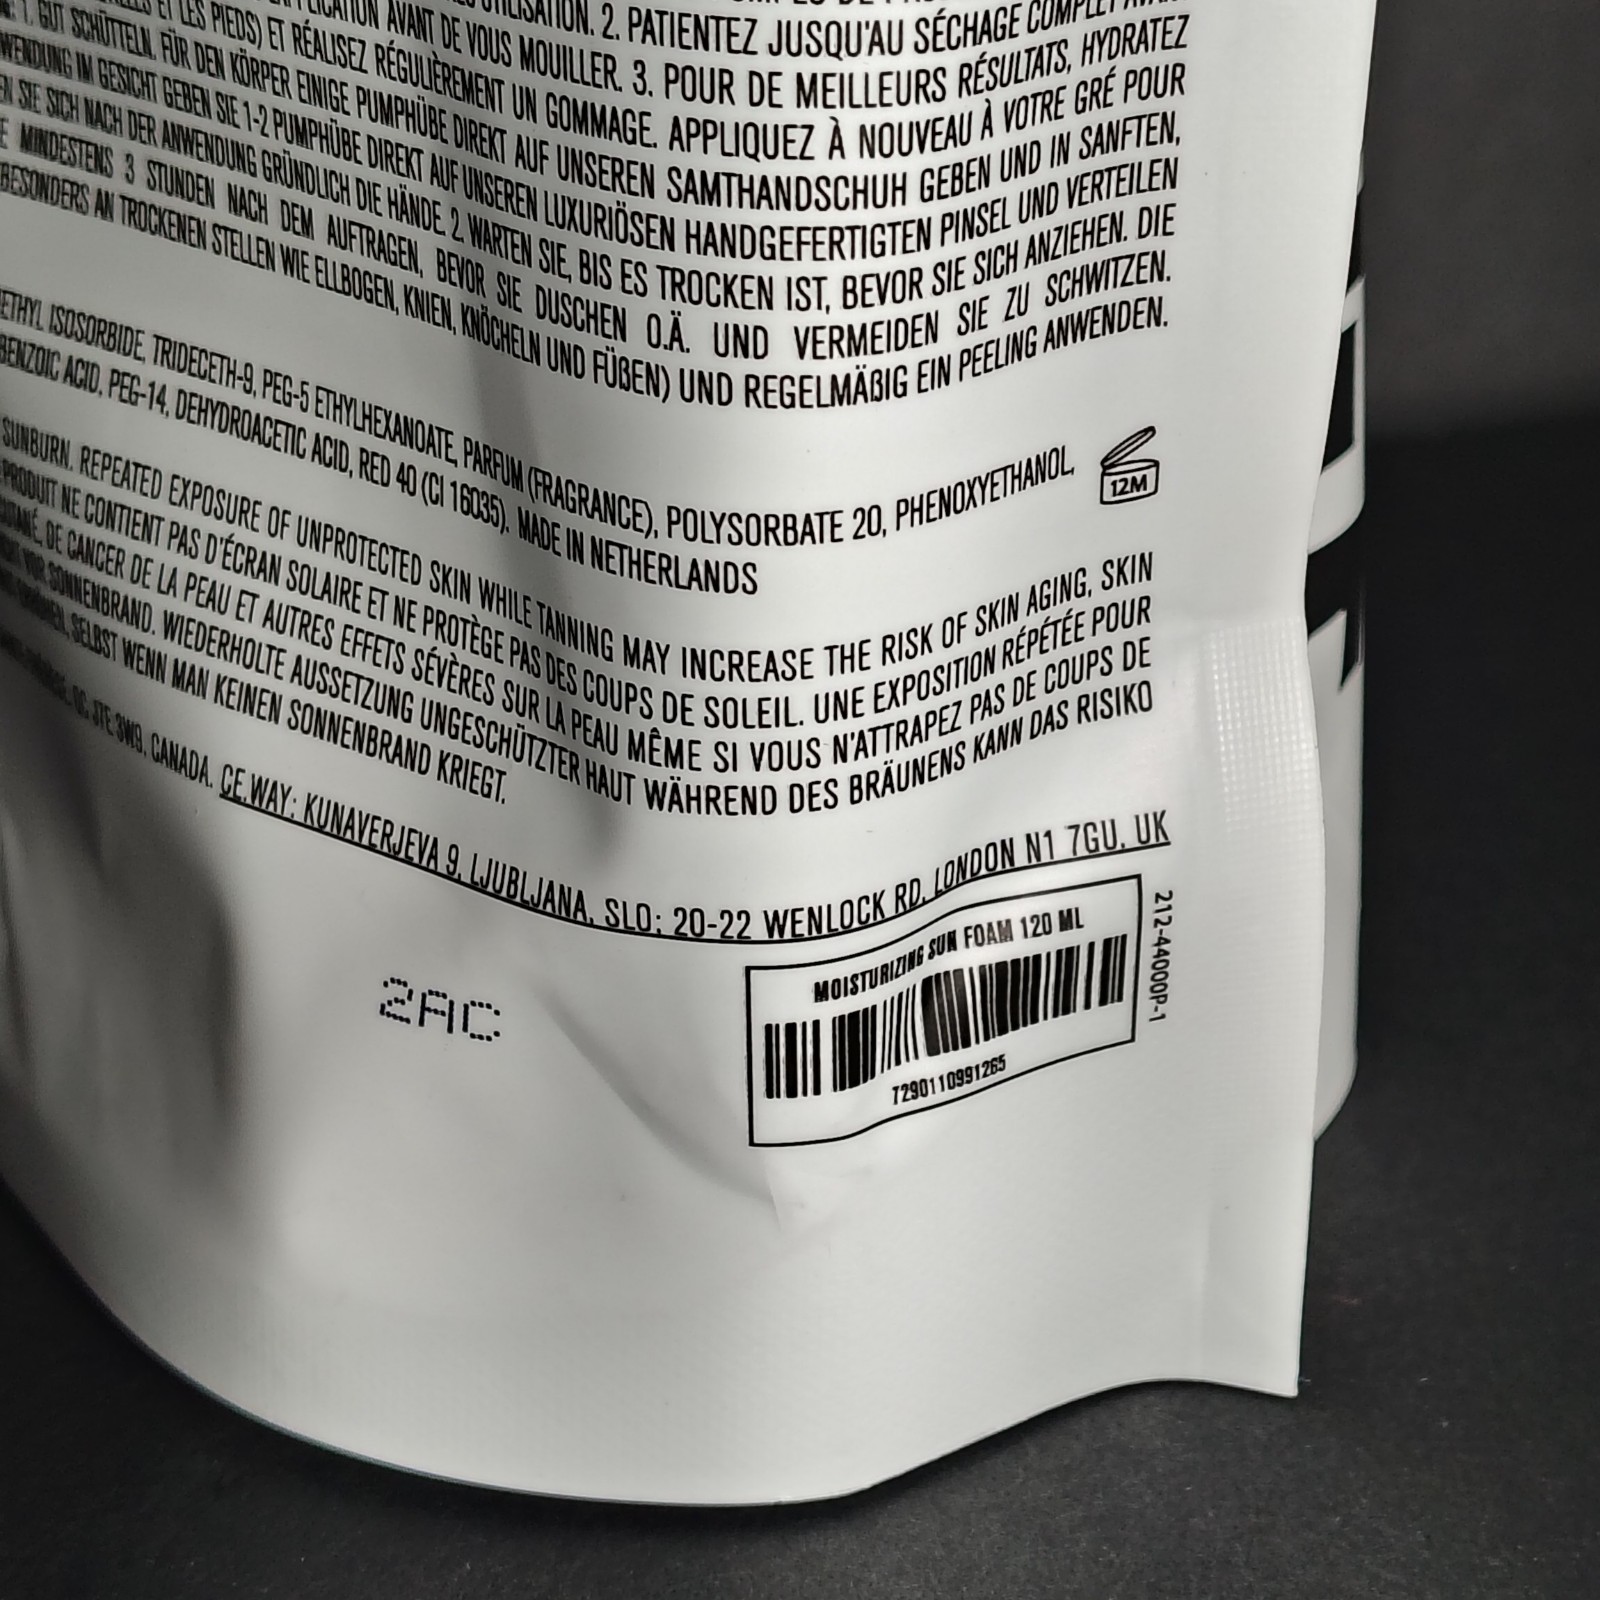 UTILISATION. 2. PATIENTEZ JUSQU'AU SÉCHAGE COMPLET
ET LES PIEDS) ET RÉALISEZ AVANT DE VOUS MOUILLER. 3. POUR DE MEILLEURS RÉSULTATS, HYDRATEZ
RÉGULIÈREMENT UN GOMMAGE. APPLIQUEZ À NOUVEAU À VOTRE GRÉ POUR
1. GUT SCHÜTTELN. FÜR DEN KÖRPER EINIGE PUMPHÜBE DIREKT AUF UNSEREN SAMTHANDSCHUH GEBEN UND IN SANFTEN,
IM GESICHT GEBEN SIE 1-2 PUMPHÜBE DIREKT AUF UNSEREN LUXURIÖSEN HANDGEFERTIGTEN PINSEL UND VERTEILEN
SIE SICH NACH DER ANWENDUNG GRÜNDLICH DIE HÄNDE. 2. WARTEN SIE, BIS ES TROCKEN IST, BEVOR SIE SICH ANZIEHEN. DIE
MINDESTENS 3 STUNDEN NACH DEM AUFTRAGEN, BEVOR SIE DUSCHEN O.Ä. UND VERMEIDEN SIE ZU SCHWITZEN.
BESONDERS AN TROCKENEN STELLEN WIE ELLBOGEN, KNIEN, KNÖCHELN UND FÜßEN) UND REGELMÄßIG EIN PEELING ANWENDEN.
ISOSORBIDE, TRIDECETH-9, PEG-5 ETHYLHEXANOATE, PARFUM (FRAGRANCE), POLYSORBATE 20, PHENOXYETHANOL,
BENZOIC ACID, PEG-14, DEHYDROACETIC ACID, RED 40 (CI 16035). MADE IN NETHERLANDS
12M
SUNBURN. REPEATED EXPOSURE OF UNPROTECTED SKIN WHILE TANNING MAY INCREASE THE RISK OF SKIN AGING, SKIN
PRODUIT NE CONTIENT PAS D'ÉCRAN SOLAIRE ET NE PROTÈGE PAS DES COUPS DE SOLEIL. UNE EXPOSITION RÉPÉTÉE POUR
DE CANCER DE LA PEAU ET AUTRES EFFETS SÉVÈRES SUR LA PEAU MÊME SI VOUS N'ATTRAPEZ PAS DE COUPS DE
VOR SONNENBRAND. WIEDERHOLTE AUSSETZUNG UNGESCHÜTZTER HAUT WÄHREND DES BRÄUNENS KANN DAS RISIKO
SELBST WENN MAN KEINEN SONNENBRAND KRIEGT.
QC J7E 3W9, CANADA. CE.WAY: KUNAVERJEVA 9, LJUBLJANA, SLO; 20-22 WENLOCK RD, LONDON N1 7GU, UK
MOISTURIZING SUN FOAM 120 ML
7290110991265
212-44000P-1
2AC